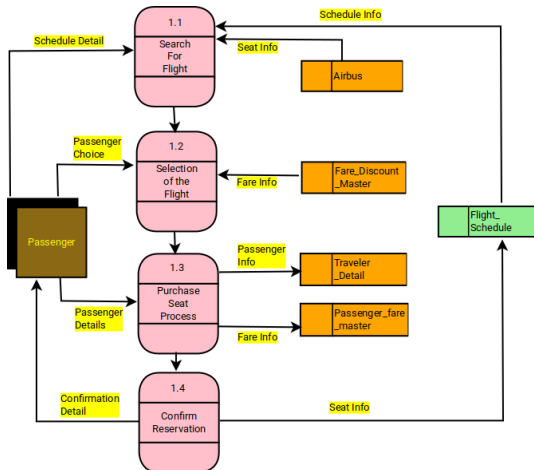 Schedule Info
1.1
Search
For
Flight
Schedule Detail
Seat Info
Airbus
Passenger
Choice
1.2
Selection
of the
Flight
Fare Info
Fare_Discount
_Master
Flight_
Schedule
Passenger
1.3
Purchase
Seat
Process
Passenger
Info
Traveler
_Detail
Passenger
Details
Fare Info
Passenger_fare
_master
Confirmation
Detail
1.4
Confirm
Reservation
Seat Info